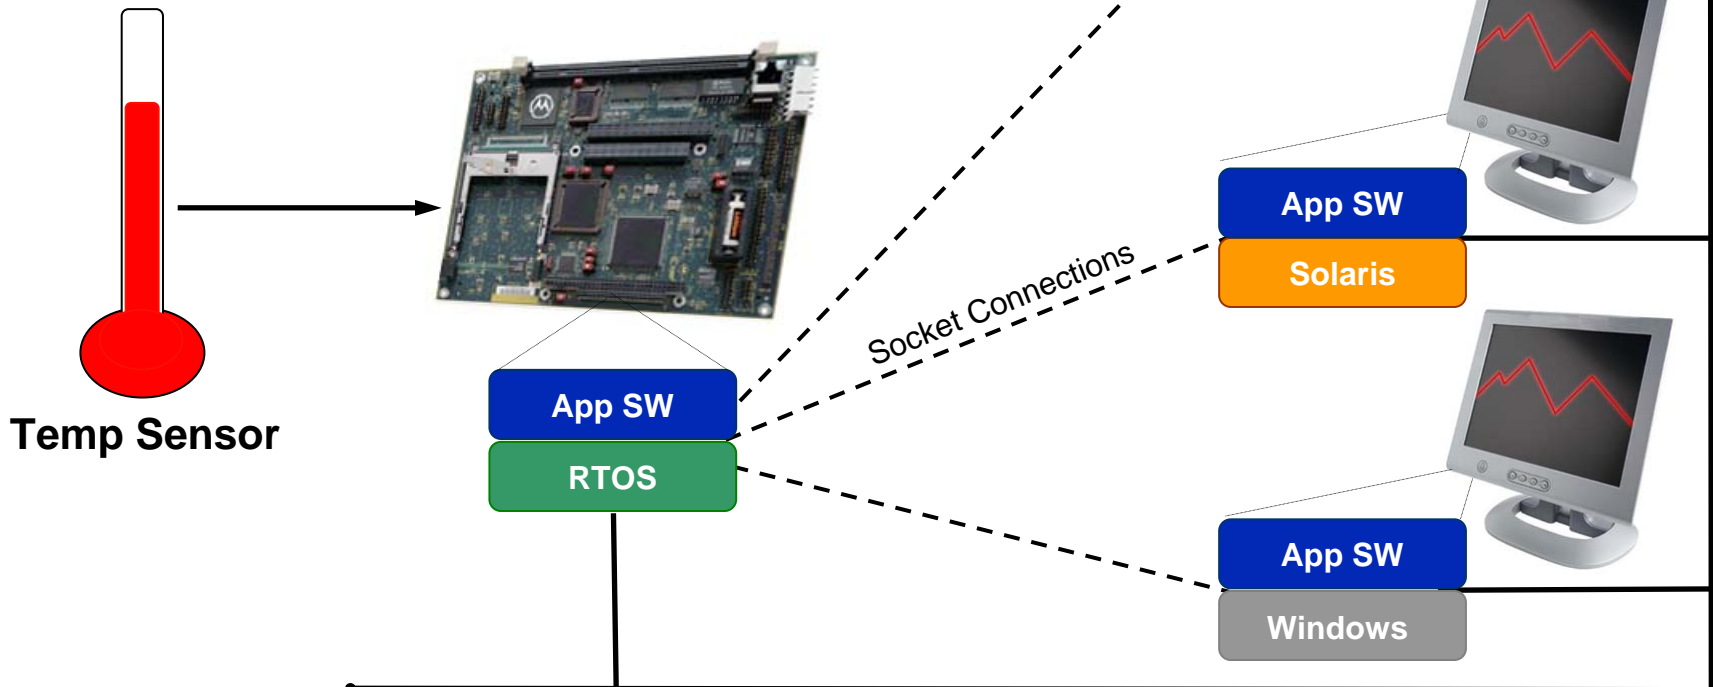 App SW
Solaris
Socket Connections
Temp Sensor
App SW
RTOS
App SW
Windows